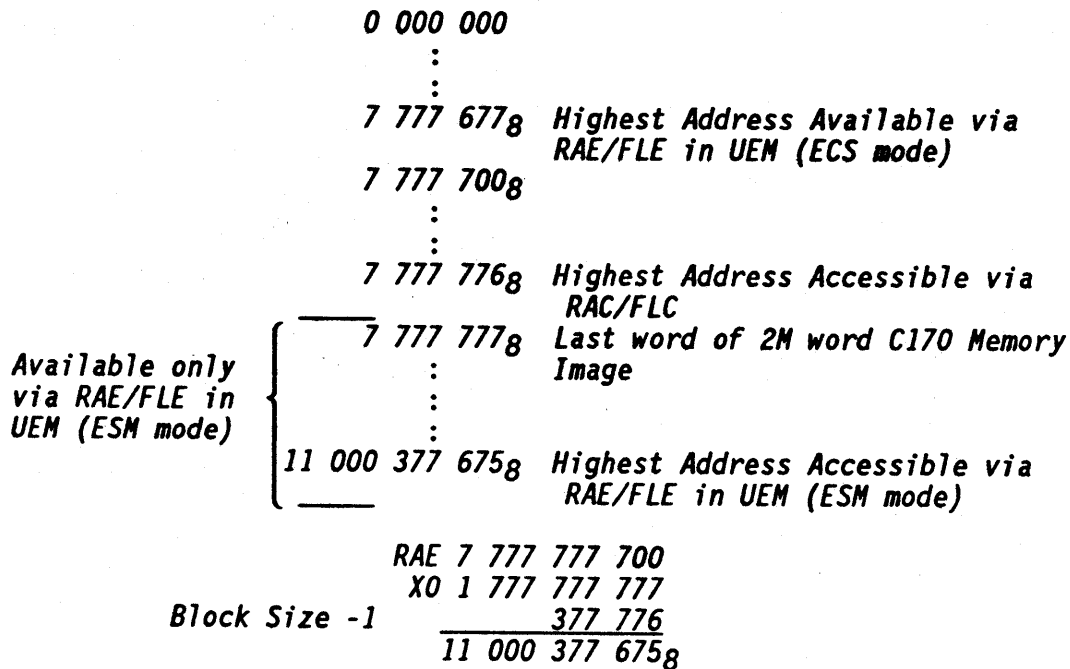 0 000 000
:
:
7 777 677₈ Highest Address Available via
RAE/FLE in UEM (ECS mode)
7 777 700₈
:
:
7 777 776₈ Highest Address Accessible via
RAC/FLC
7 777 777₈ Last word of 2M word C170 Memory
Image
Available only
via RAE/FLE in
UEM (ESM mode)
:
:
:
11 000 377 675₈ Highest Address Accessible via
RAE/FLE in UEM (ESM mode)
RAE 7 777 777 700
X0 1 777 777 777
Block Size -1 377 776
11 000 377 675₈